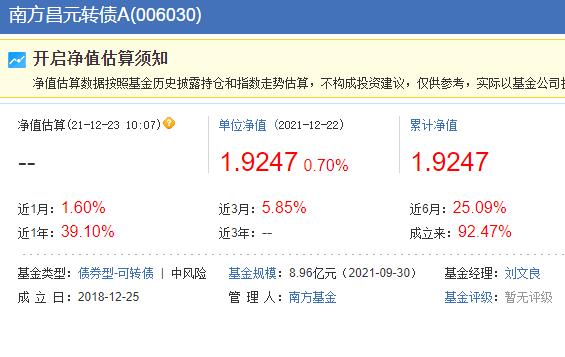 南方昌元转债A(006030)
开启净值估算须知
净值估算数据按照基金历史披露持仓和指数走势估算，不构成投资建议，仅供参考，实际以基金公司披
净值估算(21-12-23 10:07) 单位净值 (2021-12-22) 累计净值
-- 1.9247 0.70% 1.9247
近1月：1.60% 近3月：5.85% 近6月：25.09%
近1年：39.10% 近3年：-- 成立来：92.47%
基金类型：债券型-可转债 | 中风险 基金规模：8.96亿元（2021-09-30） 基金经理：刘文良
成 立 日：2018-12-25 管 理 人：南方基金 基金评级：暂无评级